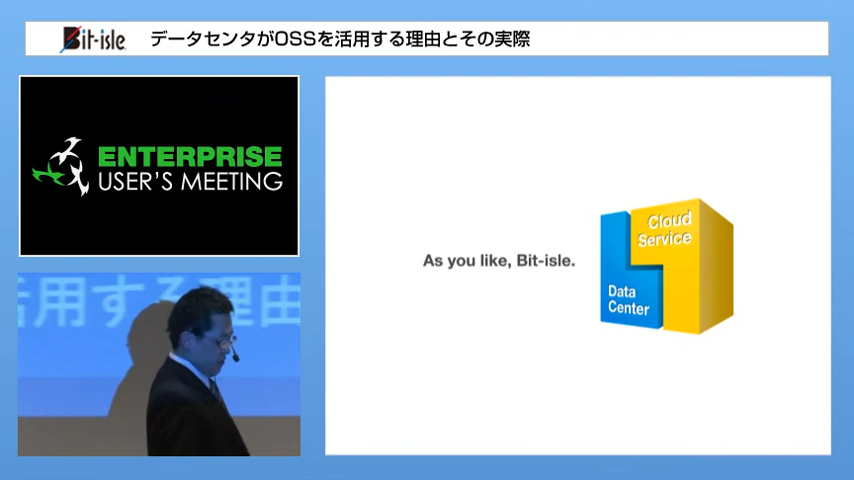 Bit-isle データセンタがOSSを活用する理由とその実際
ENTERPRISE
USER'S MEETING
As you like, Bit-isle.
Cloud
Service
Data
Center
活用する理由